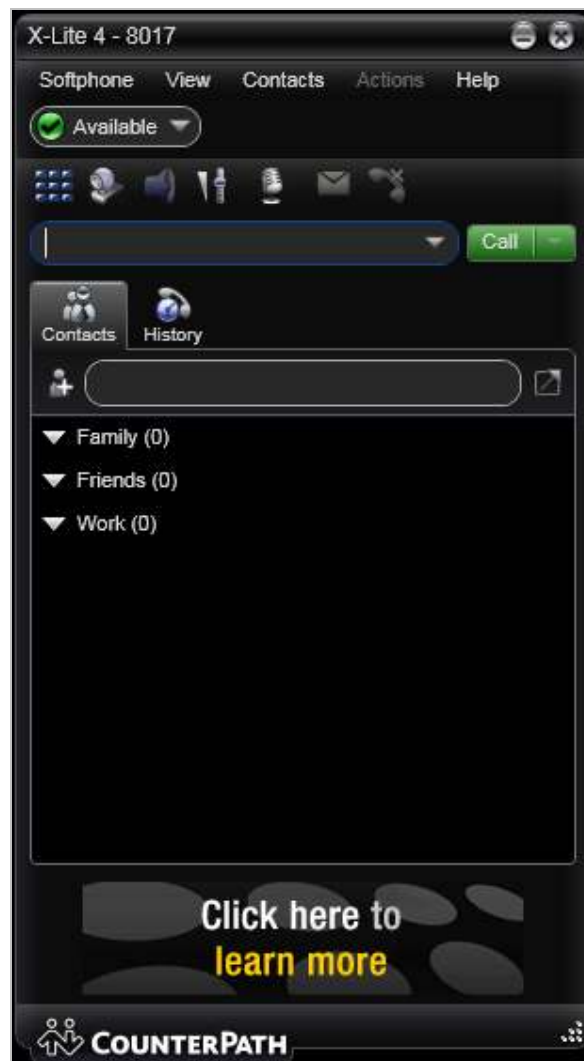 X-Lite 4 - 8017
Softphone View Contacts Actions Help
Available
Call
Contacts History
Family (0)
Friends (0)
Work (0)
Click here to
learn more
COUNTERPATH